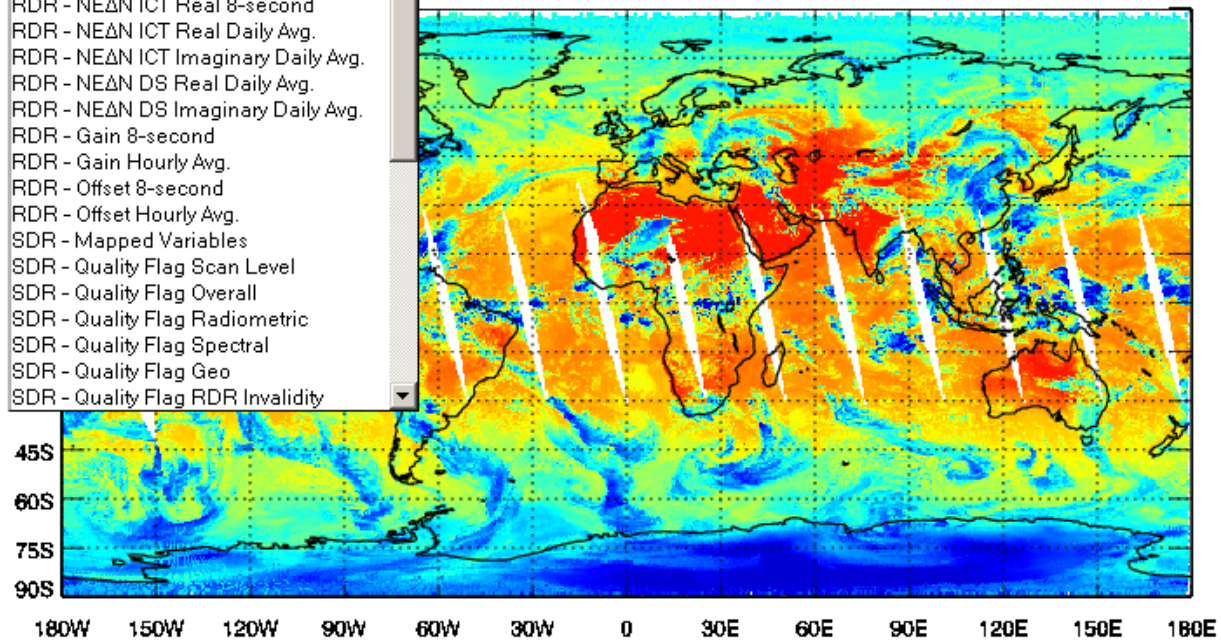 RDR - NEΔN ICT Real 8-second
RDR - NEΔN ICT Real Daily Avg.
RDR - NEΔN ICT Imaginary Daily Avg.
RDR - NEΔN DS Real Daily Avg.
RDR - NEΔN DS Imaginary Daily Avg.
RDR - Gain 8-second
RDR - Gain Hourly Avg.
RDR - Offset 8-second
RDR - Offset Hourly Avg.
SDR - Mapped Variables
SDR - Quality Flag Scan Level
SDR - Quality Flag Overall
SDR - Quality Flag Radiometric
SDR - Quality Flag Spectral
SDR - Quality Flag Geo
SDR - Quality Flag RDR Invalidity
45S
60S
75S
90S
180W 150W 120W 90W 60W 30W 0 30E 60E 90E 120E 150E 180E